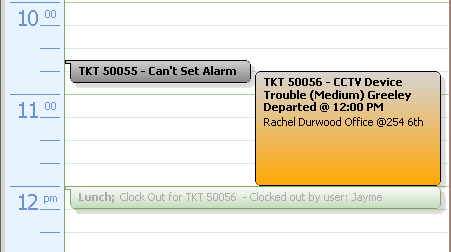 10 00
TKT 50055 - Can't Set Alarm
TKT 50056 - CCTV Device
Trouble (Medium) Greeley
Departed @ 12:00 PM
Rachel Durwood Office @254 6th
11 00
12 pm
Lunch; Clock Out for TKT 50056 - Clocked out by user: Jayme